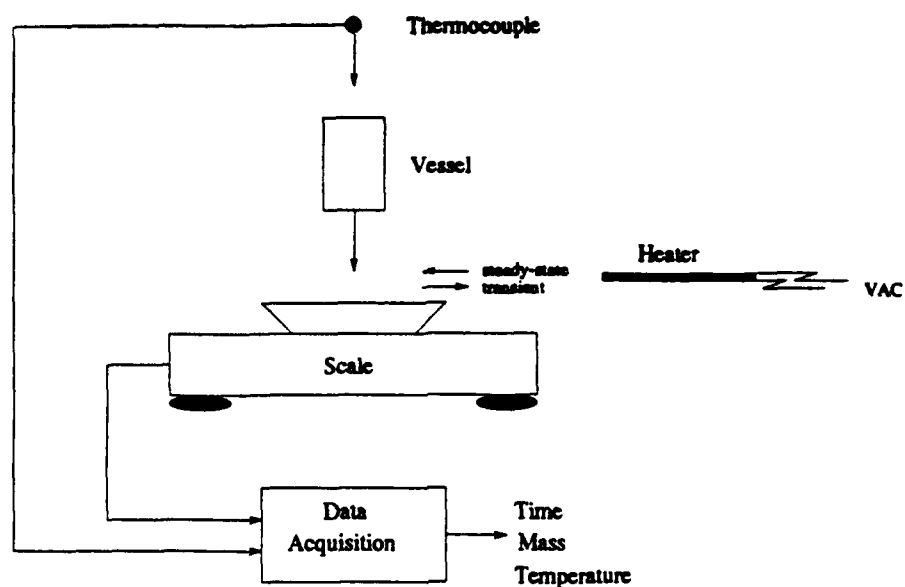 Thermocouple
Vessel
Heater
steady-state
transient
VAC
Scale
Data
Acquisition
Time
Mass
Temperature